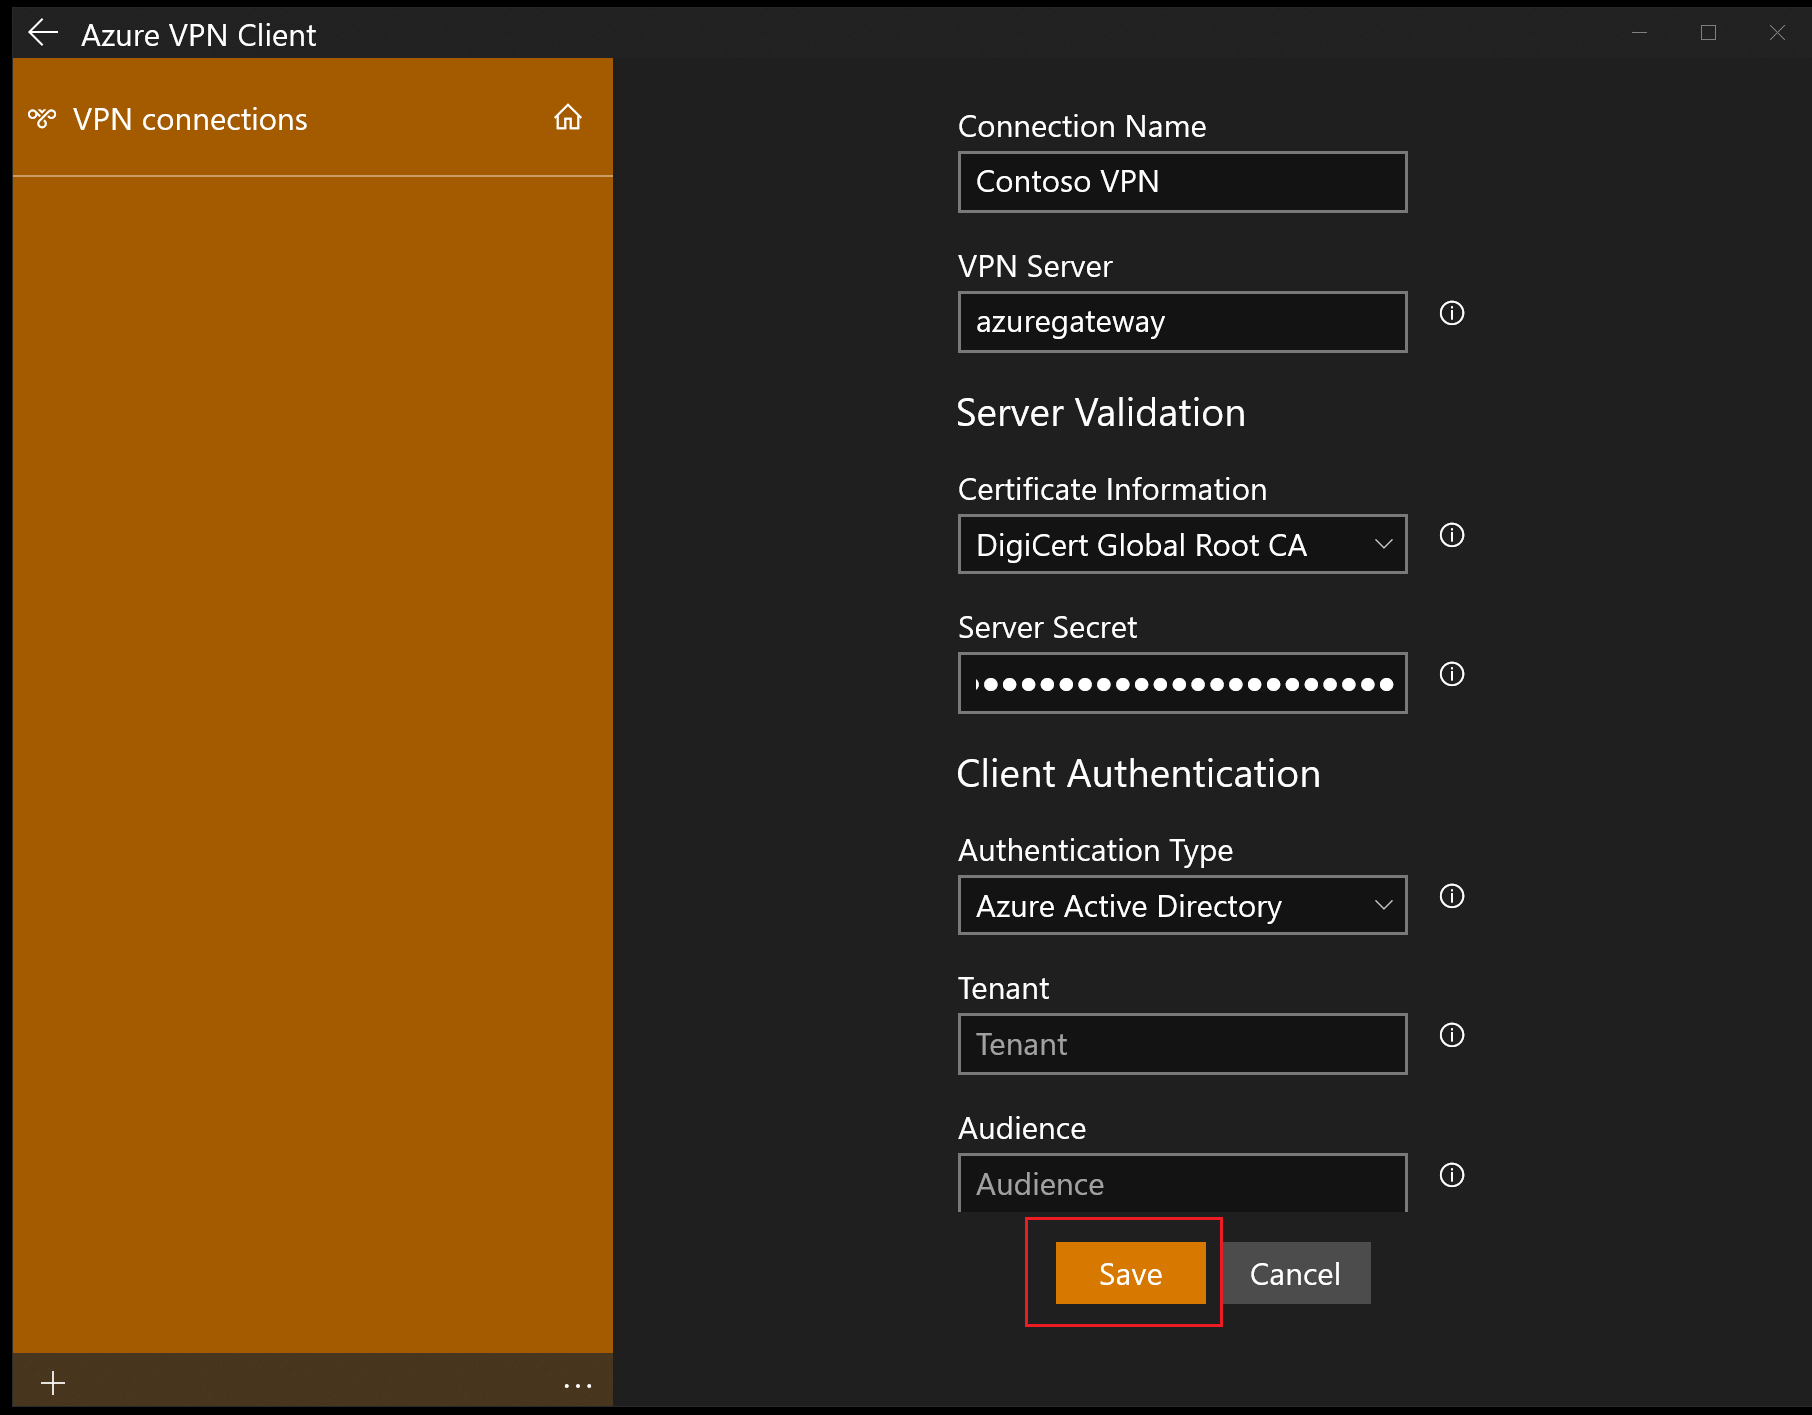 Azure VPN Client
VPN connections
Connection Name
Contoso VPN
VPN Server
azuregateway
Server Validation
Certificate Information
DigiCert Global Root CA
Server Secret
Client Authentication
Authentication Type
Azure Active Directory
Tenant
Tenant
Audience
Audience
Save
Cancel